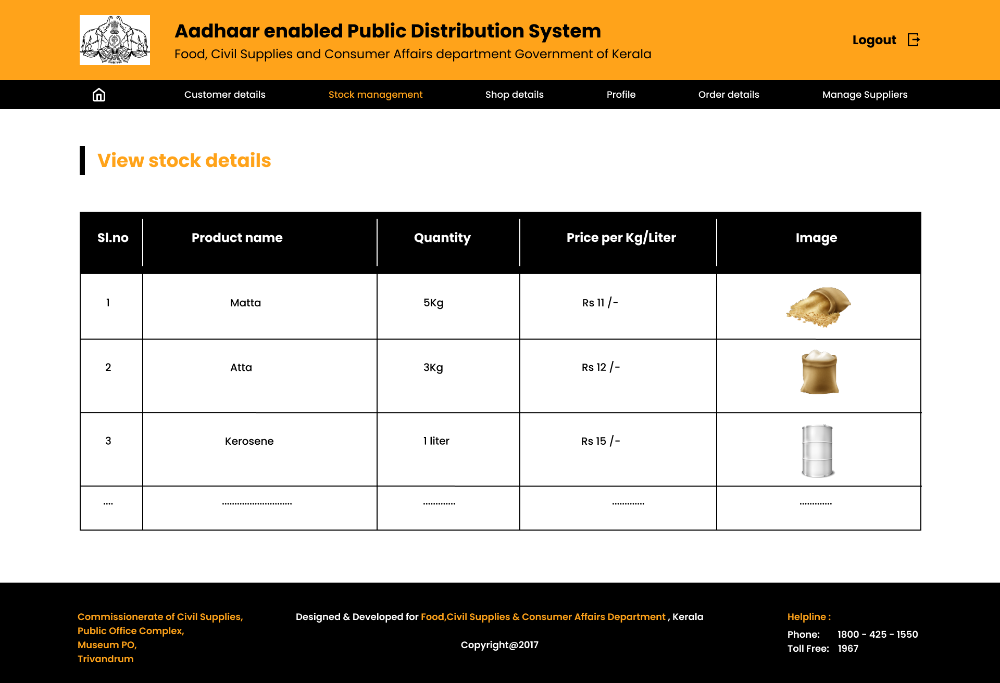 Aadhaar enabled Public Distribution System
Food, Civil Supplies and Consumer Affairs department Government of Kerala
Logout
Customer details
Stock management
Shop details
Profile
Order details
Manage Suppliers
View stock details
Sl.no
Product name
Quantity
Price per Kg/Liter
Image
1
Matta
5Kg
Rs 11 /-
2
Atta
3Kg
Rs 12 /-
3
Kerosene
1 liter
Rs 15 /-
....
............................
.............
.............
.............
Commissionerate of Civil Supplies,
Public Office Complex,
Museum PO,
Trivandrum
Designed & Developed for Food,Civil Supplies & Consumer Affairs Department , Kerala
Copyright@2017
Helpline :
Phone: 1800 - 425 - 1550
Toll Free: 1967